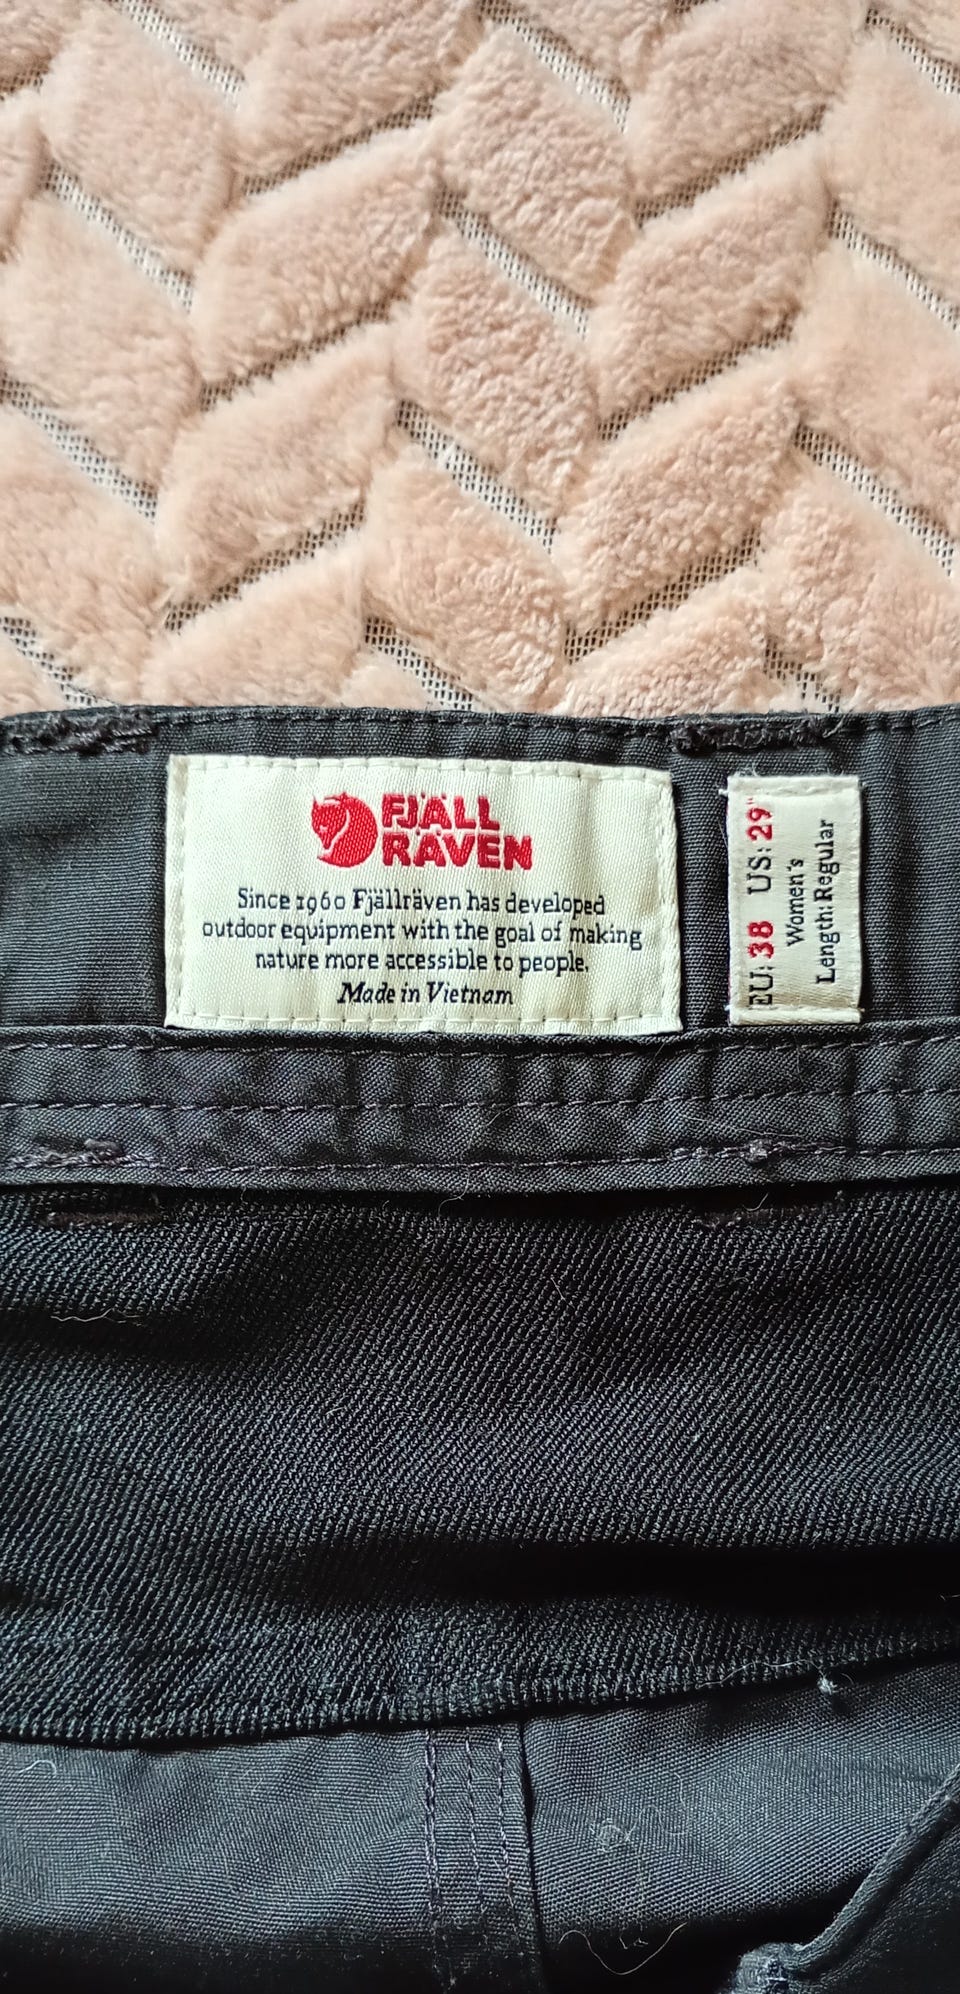 FJÄLL
RÄVEN
Since 1960 Fjällräven has developed
outdoor equipment with the goal of making
nature more accessible to people.
Made in Vietnam
EU: 38 US: 29"
Women's
Length: Regular